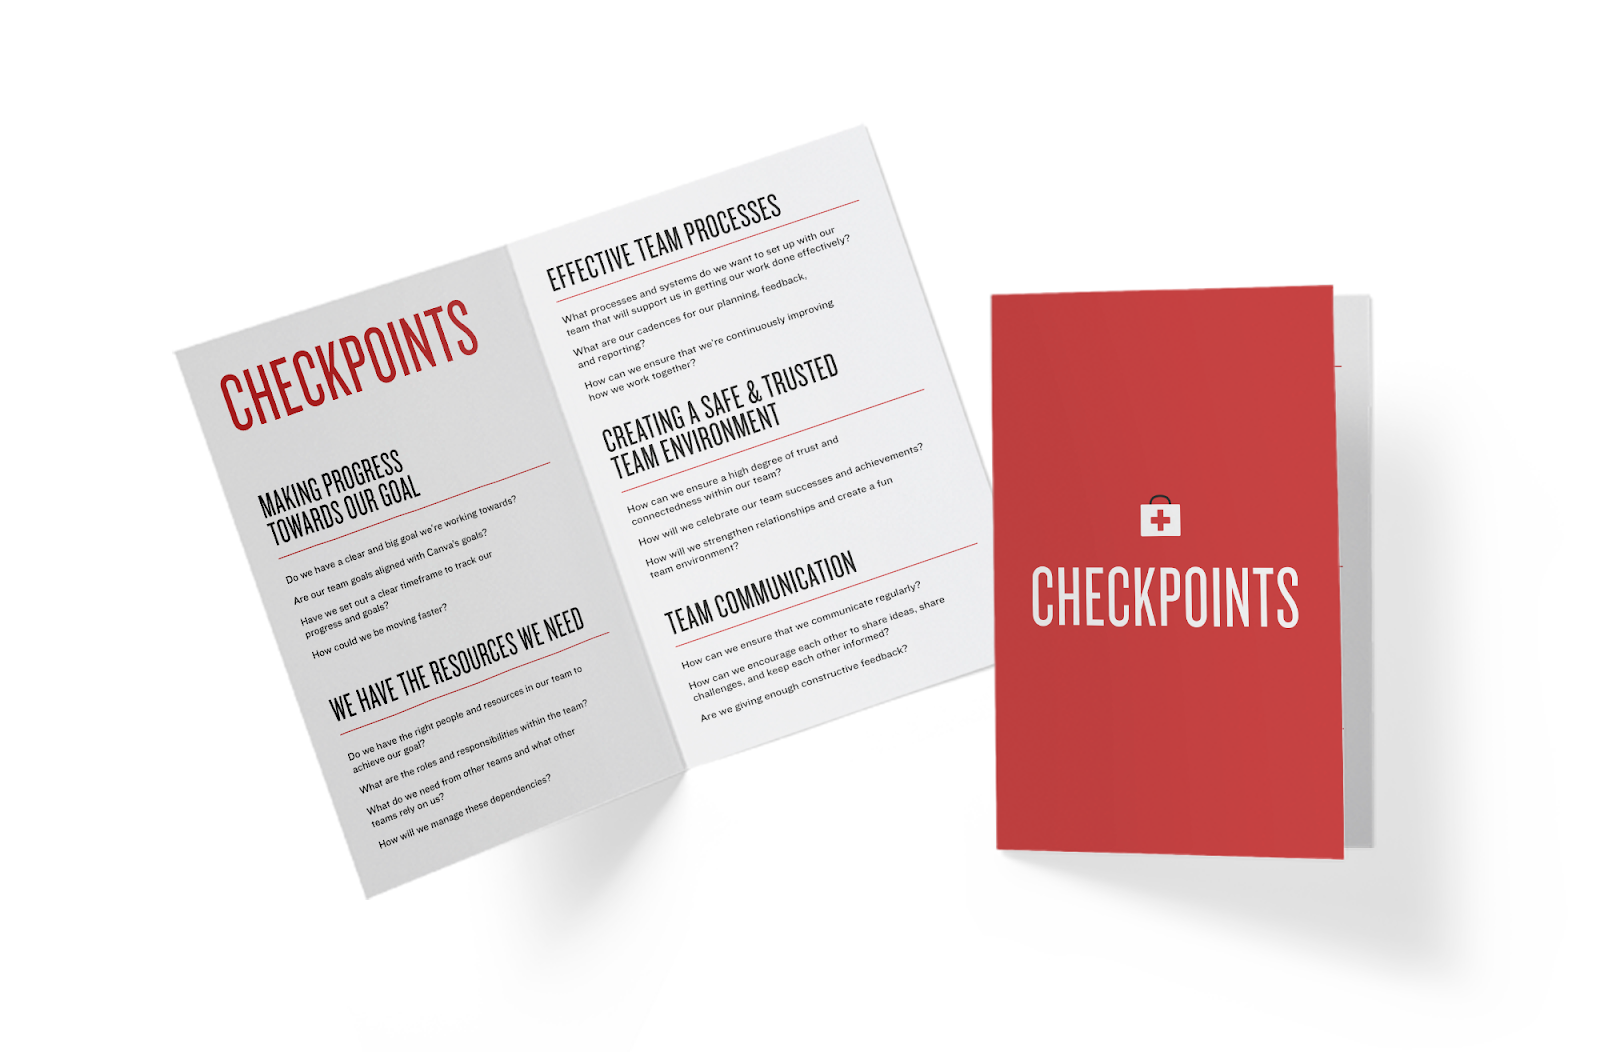 CHECKPOINTS
MAKING PROGRESS
TOWARDS OUR GOAL
Do we have a clear and big goal we're working towards?
Are our team goals aligned with Canva's goals?
Have we set out a clear timeframe to track our
progress and goals?
How could we be moving faster?
WE HAVE THE RESOURCES WE NEED
Do we have the right people and resources in our team to
achieve our goal?
What are the roles and responsibilities within the team?
What do we need from other teams and what other
teams rely on us?
How will we manage these dependencies?
EFFECTIVE TEAM PROCESSES
What processes and systems do we want to set up with our
team that will support us in getting our work done effectively?
What are our cadences for our planning, feedback,
and reporting?
How can we ensure that we're continuously improving
how we work together?
CREATING A SAFE & TRUSTED
TEAM ENVIRONMENT
How can we ensure a high degree of trust and
connectedness within our team?
How will we celebrate our team successes and achievements?
How will we strengthen relationships and create a fun
team environment?
TEAM COMMUNICATION
How can we ensure that we communicate regularly?
How can we encourage each other to share ideas, share
challenges, and keep each other informed?
Are we giving enough constructive feedback?
CHECKPOINTS